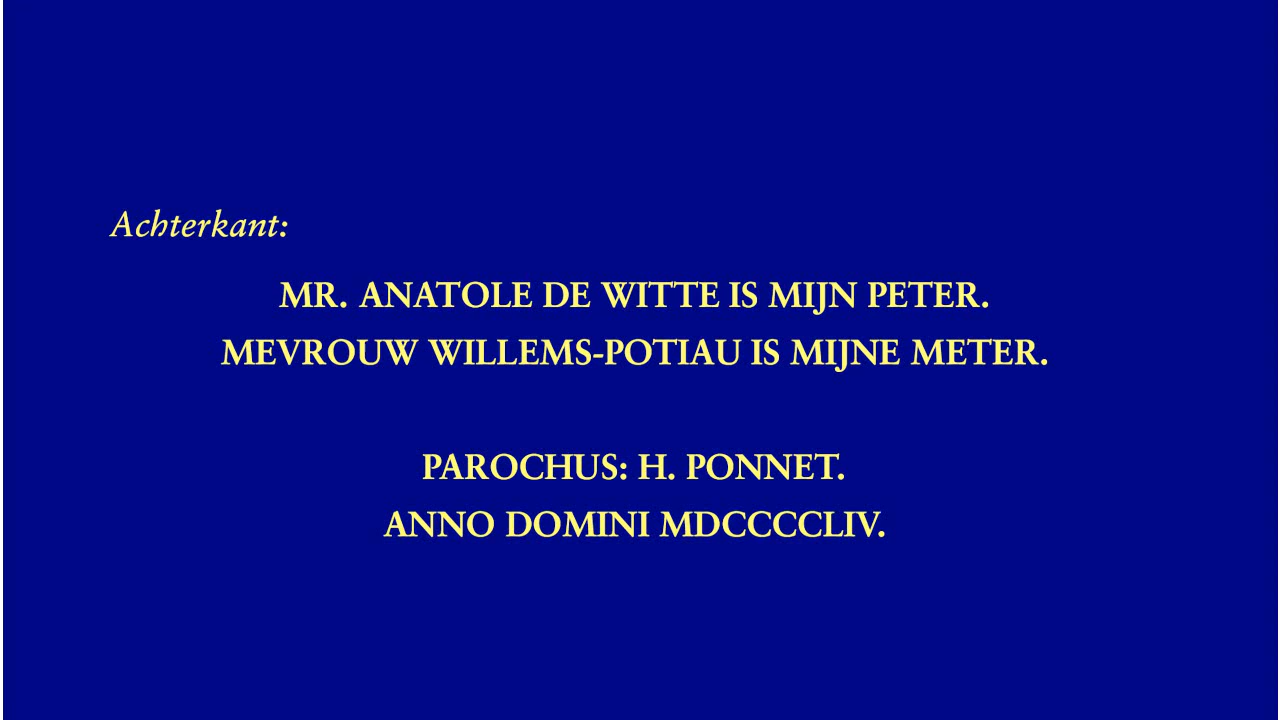 Achterkant:
MR. ANATOLE DE WITTE IS MIJN PETER.
MEVROUW WILLEMS-POTIAU IS MIJNE METER.
PAROCHUS: H. PONNET.
ANNO DOMINI MDCCCCLIV.